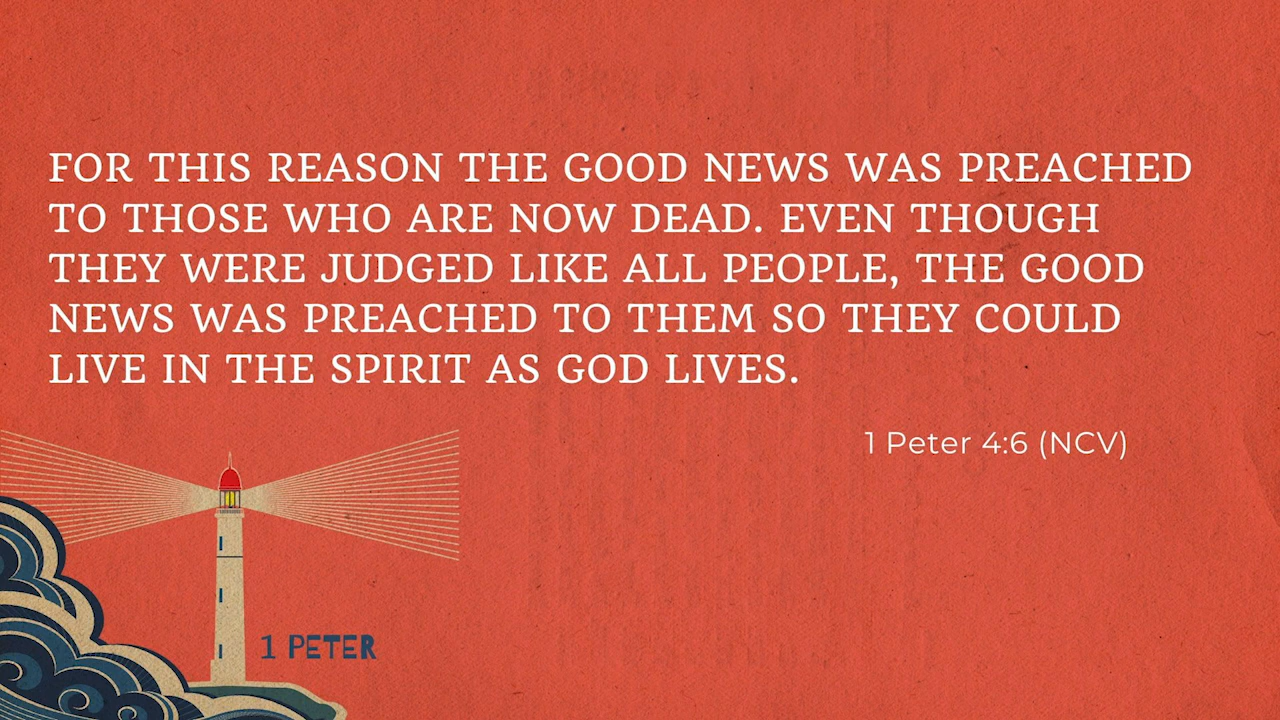 FOR THIS REASON THE GOOD NEWS WAS PREACHED
TO THOSE WHO ARE NOW DEAD. EVEN THOUGH
THEY WERE JUDGED LIKE ALL PEOPLE, THE GOOD
NEWS WAS PREACHED TO THEM SO THEY COULD
LIVE IN THE SPIRIT AS GOD LIVES.
1 Peter 4:6 (NCV)
1 PETER